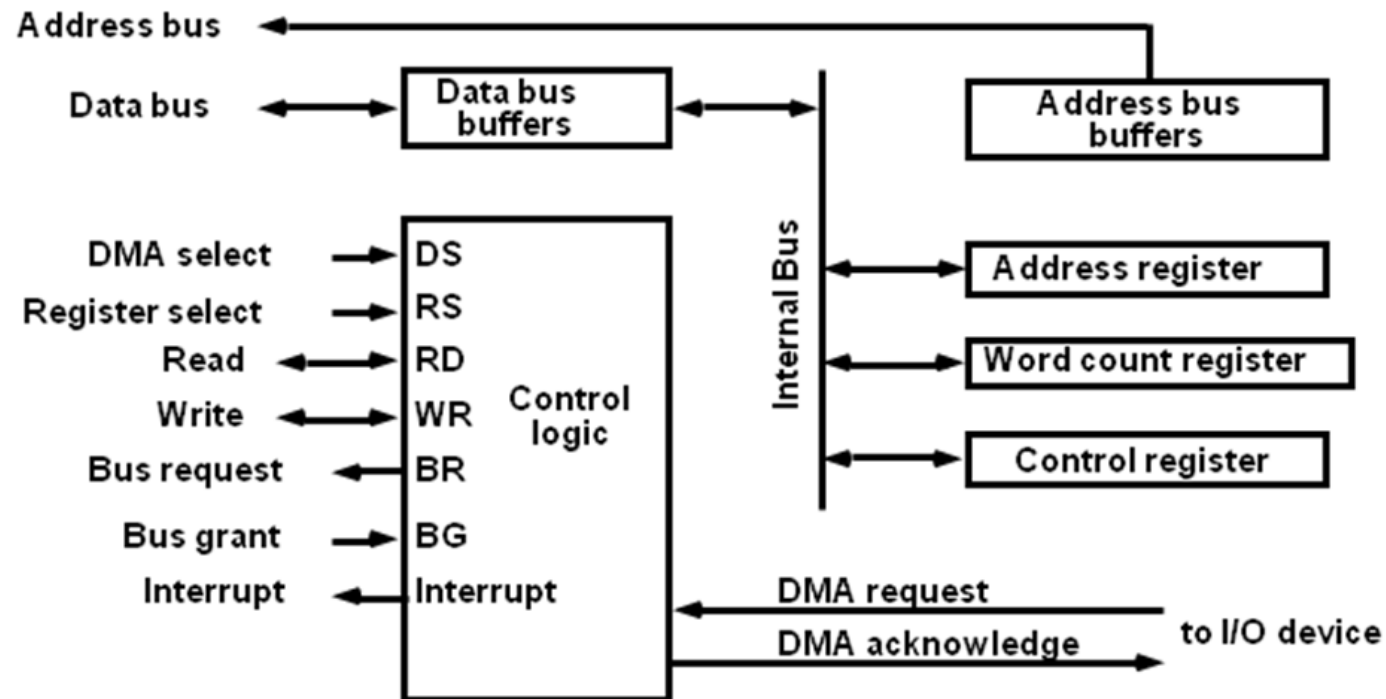 Address bus
Data bus
Data bus
buffers
Address bus
buffers
DMA select
DS
Register select
RS
Read
RD
Write
WR
Bus request
BR
Bus grant
BG
Interrupt
Interrupt
Control
logic
Internal Bus
Address register
Word count register
Control register
DMA request
DMA acknowledge
to I/O device